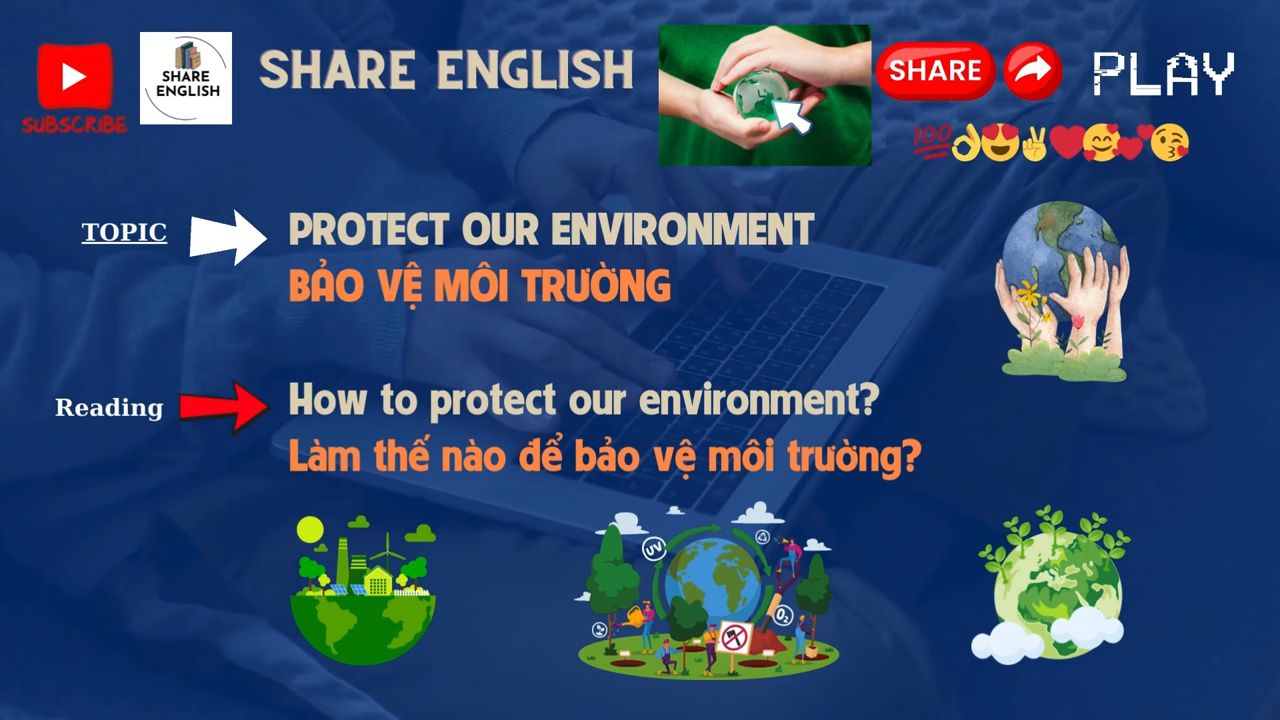 SUBSCRIBE
SHARE
ENGLISH
SHARE ENGLISH
SHARE
PLAY
100
TOPIC
PROTECT OUR ENVIRONMENT
BẢO VỆ MÔI TRƯỜNG
Reading
How to protect our environment?
Làm thế nào để bảo vệ môi trường?
UV
O2